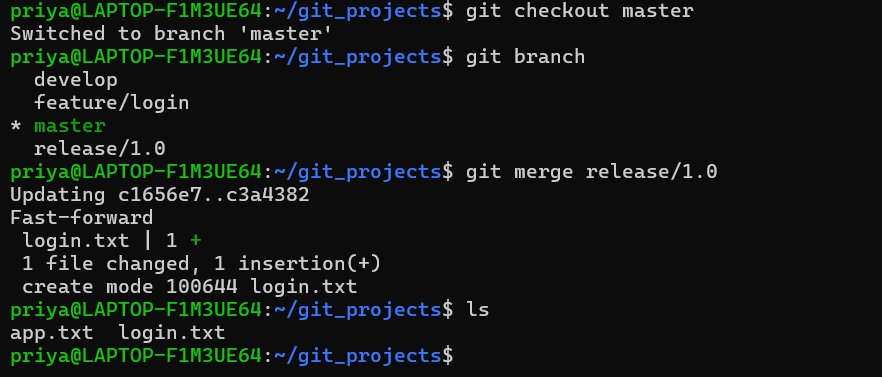 priya@LAPTOP-F1M3UE64:~/git_projects$ git checkout master
Switched to branch 'master'
priya@LAPTOP-F1M3UE64:~/git_projects$ git branch
  develop
  feature/login
* master
  release/1.0
priya@LAPTOP-F1M3UE64:~/git_projects$ git merge release/1.0
Updating c1656e7..c3a4382
Fast-forward
 login.txt | 1 +
 1 file changed, 1 insertion(+)
 create mode 100644 login.txt
priya@LAPTOP-F1M3UE64:~/git_projects$ ls
app.txt  login.txt
priya@LAPTOP-F1M3UE64:~/git_projects$